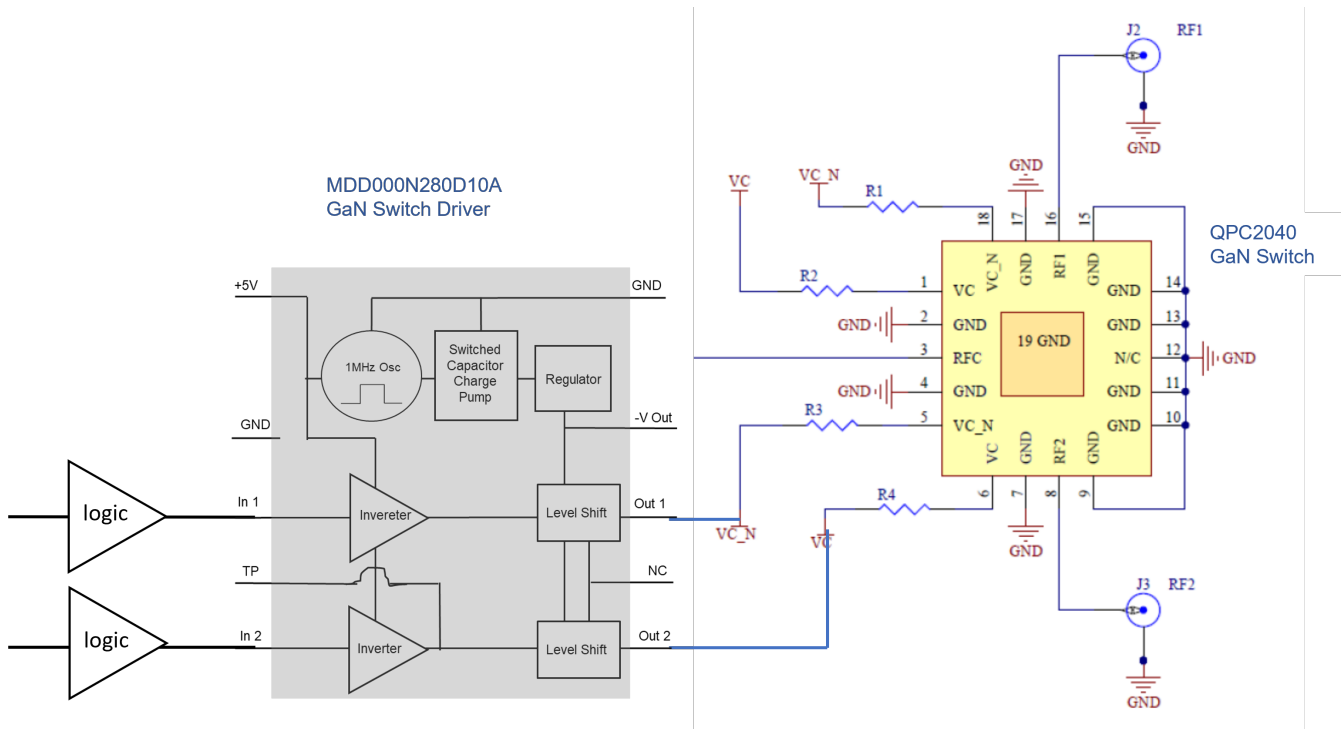 J2 RF1
GND
MDD000N280D10A
GaN Switch Driver
VC
VC_N
R1
GND
18
17
16
15
QPC2040
GaN Switch
VC_N
GND
RF1
GND
R2
1
VC
GND
14
GND
2
GND
GND
13
3
RFC
19 GND
N/C
12
GND
GND
4
GND
GND
11
R3
5
VC_N
GND
10
VC
GND
RF2
GND
R4
6
7
8
9
GND
+5V
GND
1MHz Osc
Switched
Capacitor
Charge
Pump
Regulator
-V Out
GND
logic
In 1
Invereter
Level Shift
Out 1
VC_N
VC
TP
NC
logic
In 2
Inverter
Level Shift
Out 2
J3 RF2
GND